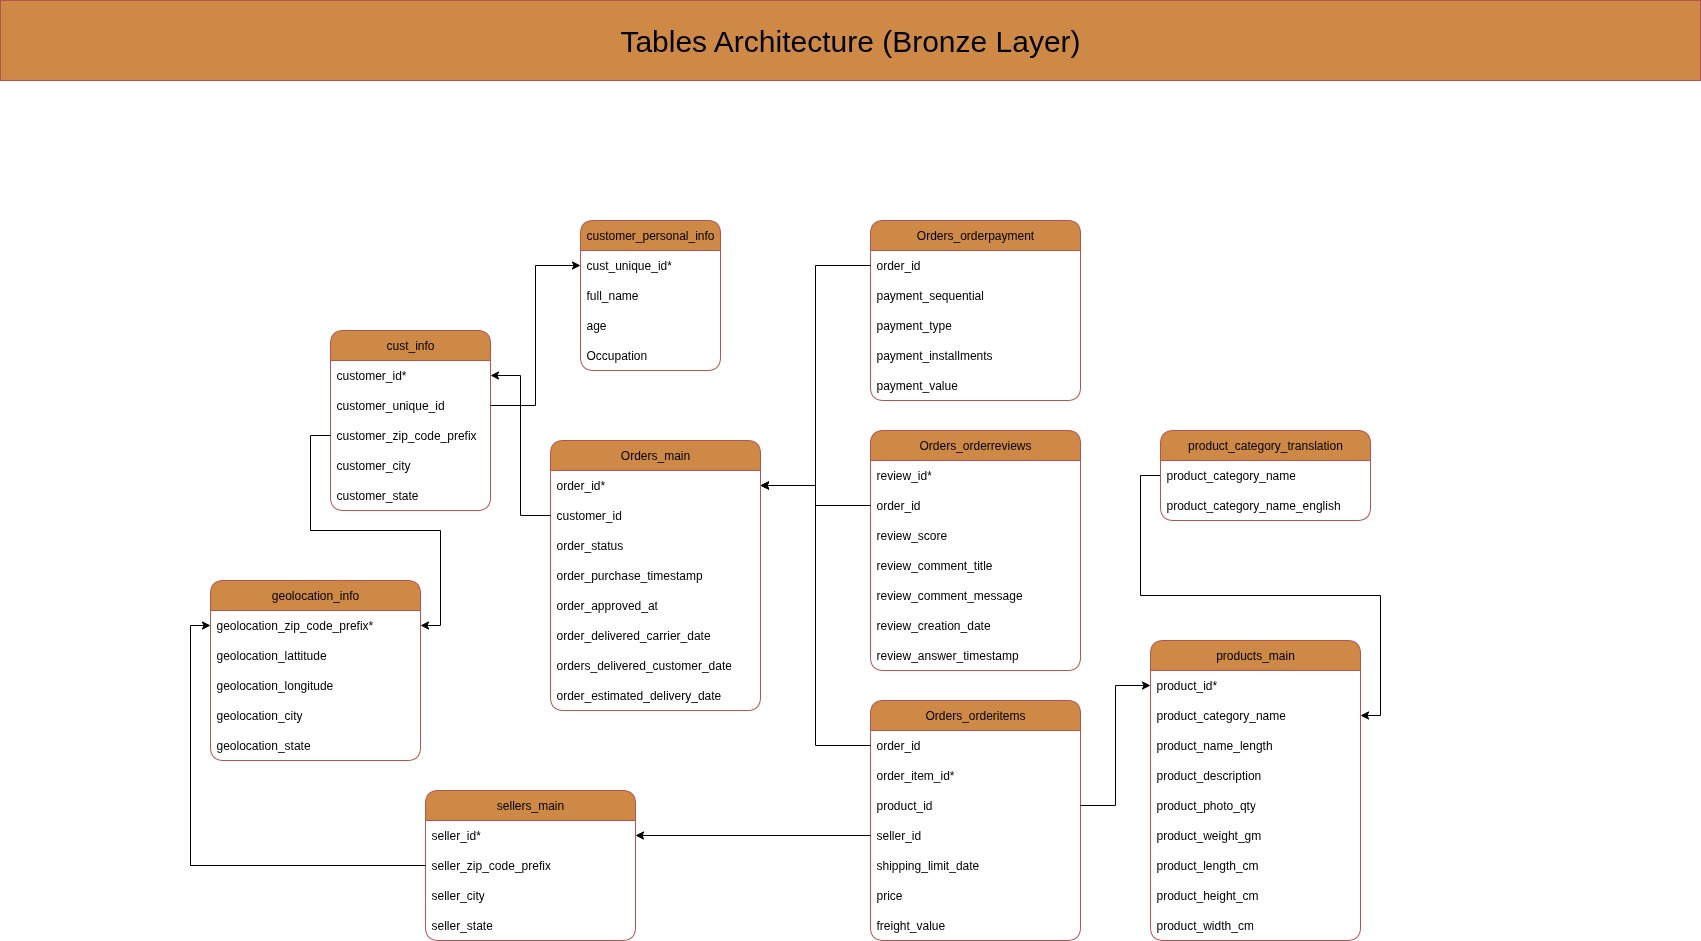 Tables Architecture (Bronze Layer)
customer_personal_info
cust_unique_id*
full_name
age
Occupation
Orders_orderpayment
order_id
payment_sequential
payment_type
payment_installments
payment_value
cust_info
customer_id*
customer_unique_id
customer_zip_code_prefix
customer_city
customer_state
Orders_main
order_id*
customer_id
order_status
order_purchase_timestamp
order_approved_at
order_delivered_carrier_date
orders_delivered_customer_date
order_estimated_delivery_date
Orders_orderreviews
review_id*
order_id
review_score
review_comment_title
review_comment_message
review_creation_date
review_answer_timestamp
product_category_translation
product_category_name
product_category_name_english
geolocation_info
geolocation_zip_code_prefix*
geolocation_lattitude
geolocation_longitude
geolocation_city
geolocation_state
products_main
product_id*
product_category_name
product_name_length
product_description
product_photo_qty
product_weight_gm
product_length_cm
product_height_cm
product_width_cm
Orders_orderitems
order_id
order_item_id*
product_id
seller_id
shipping_limit_date
price
freight_value
sellers_main
seller_id*
seller_zip_code_prefix
seller_city
seller_state